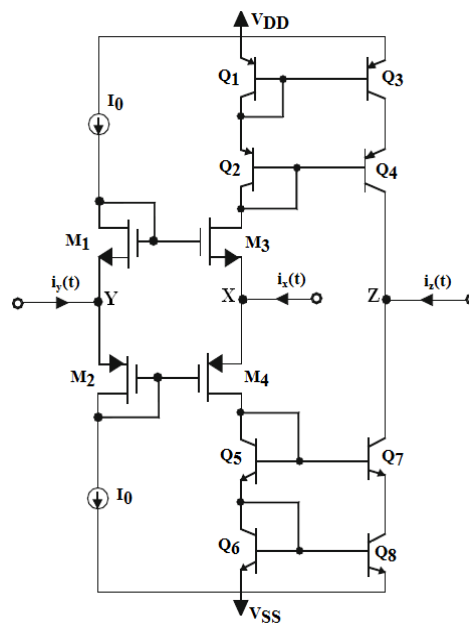 VDD
Q1
Q3
I0
Q2
Q4
M1
M3
iy(t)
Y
X
ix(t)
Z
iz(t)
M2
M4
Q5
Q7
I0
Q6
Q8
VSS